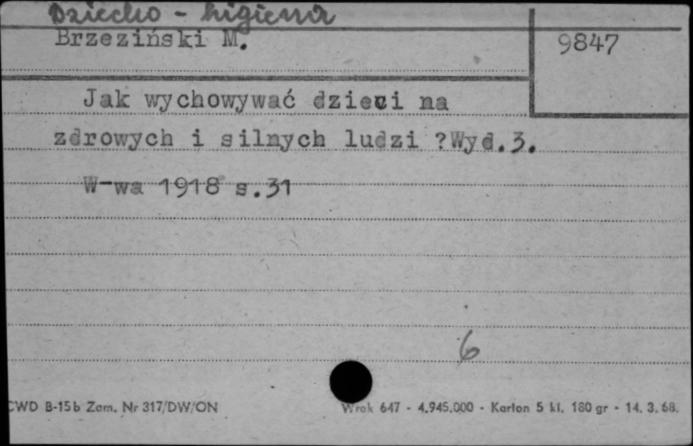 Dziecko - higiena
Brzeziński M.
9847
Jak wychowywać dzieci na
zdrowych i silnych ludzi ?Wyd.3.
W-wa 1918 s.31
6
CWD B-15b Zam. Nr 317/DW/ON
Wrok 647 - 4.945.000 - Karton 5 kl. 180 gr - 14. 3. 68.